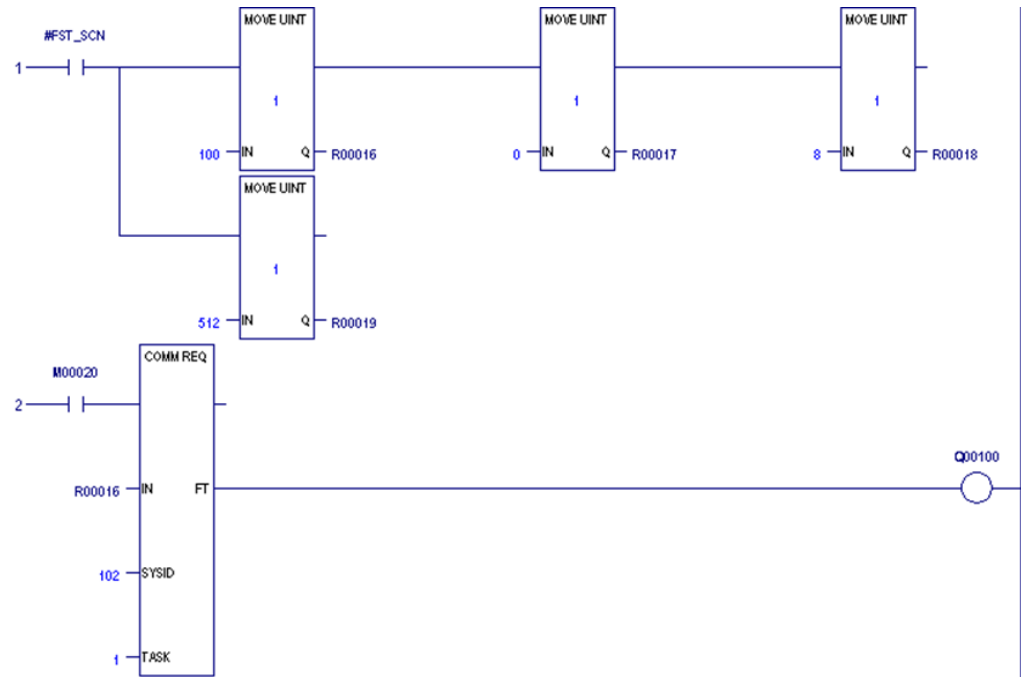 #FST_SCN
1
MOVE UINT
1
100 IN Q R00016
MOVE UINT
1
0 IN Q R00017
MOVE UINT
1
8 IN Q R00018
MOVE UINT
1
512 IN Q R00019
M00020
2
COMM REQ
R00016 IN FT
Q00100
102 SYSID
1 TASK